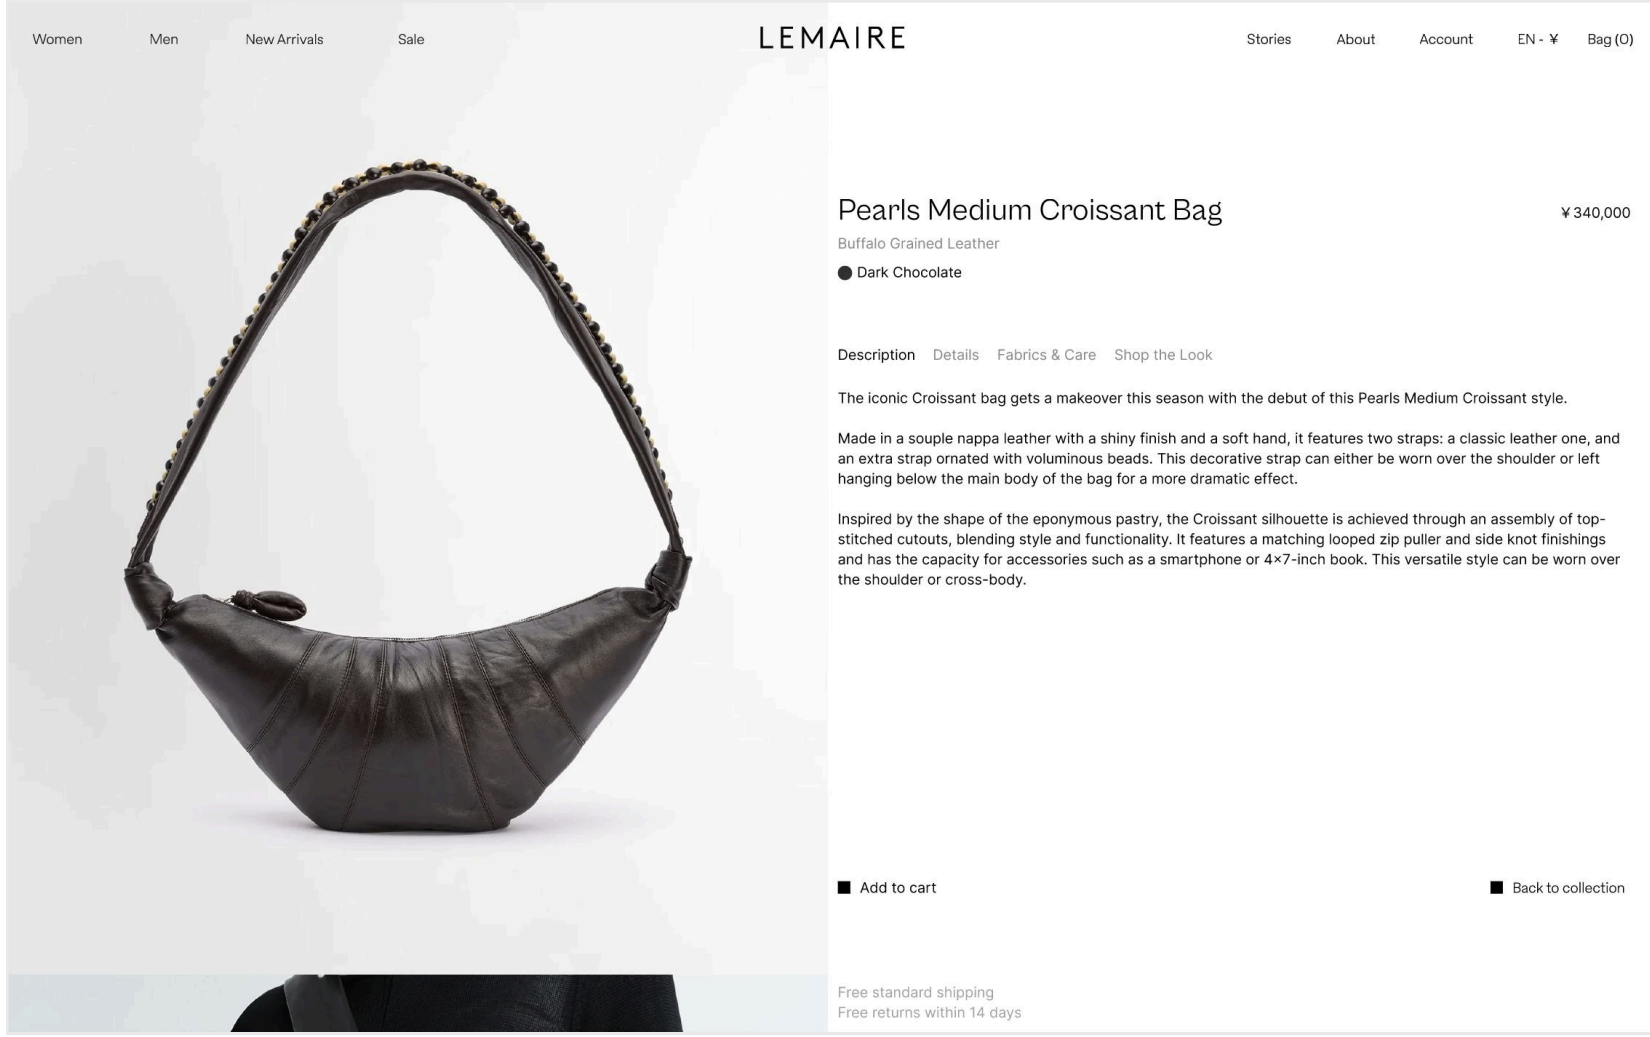 Women Men New Arrivals Sale LEMAIRE Stories About Account EN - ¥ Bag (0)
Pearls Medium Croissant Bag ¥ 340,000
Buffalo Grained Leather
Dark Chocolate
Description Details Fabrics & Care Shop the Look
The iconic Croissant bag gets a makeover this season with the debut of this Pearls Medium Croissant style.
Made in a souple nappa leather with a shiny finish and a soft hand, it features two straps: a classic leather one, and
an extra strap ornated with voluminous beads. This decorative strap can either be worn over the shoulder or left
hanging below the main body of the bag for a more dramatic effect.
Inspired by the shape of the eponymous pastry, the Croissant silhouette is achieved through an assembly of top-
stitched cutouts, blending style and functionality. It features a matching looped zip puller and side knot finishings
and has the capacity for accessories such as a smartphone or 4×7-inch book. This versatile style can be worn over
the shoulder or cross-body.
Add to cart Back to collection
Free standard shipping
Free returns within 14 days